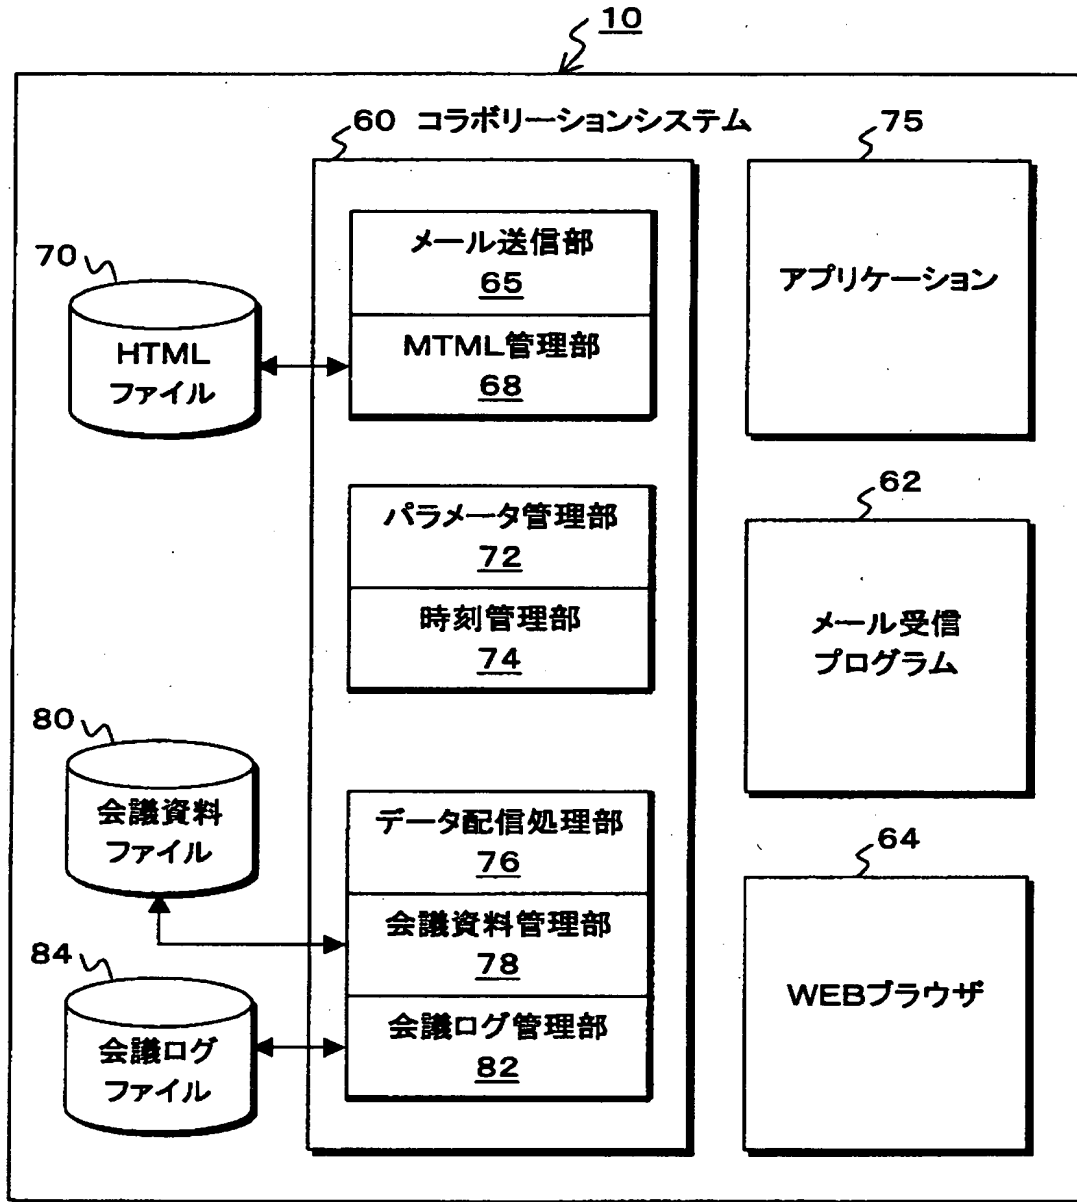 10
60 コラボリーションシステム
75
メール送信部
65
MTML管理部
68
70
HTML
ファイル
アプリケーション
パラメータ管理部
72
時刻管理部
74
62
メール受信
プログラム
80
会議資料
ファイル
データ配信処理部
76
会議資料管理部
78
会議ログ管理部
82
84
会議ログ
ファイル
64
WEBブラウザ